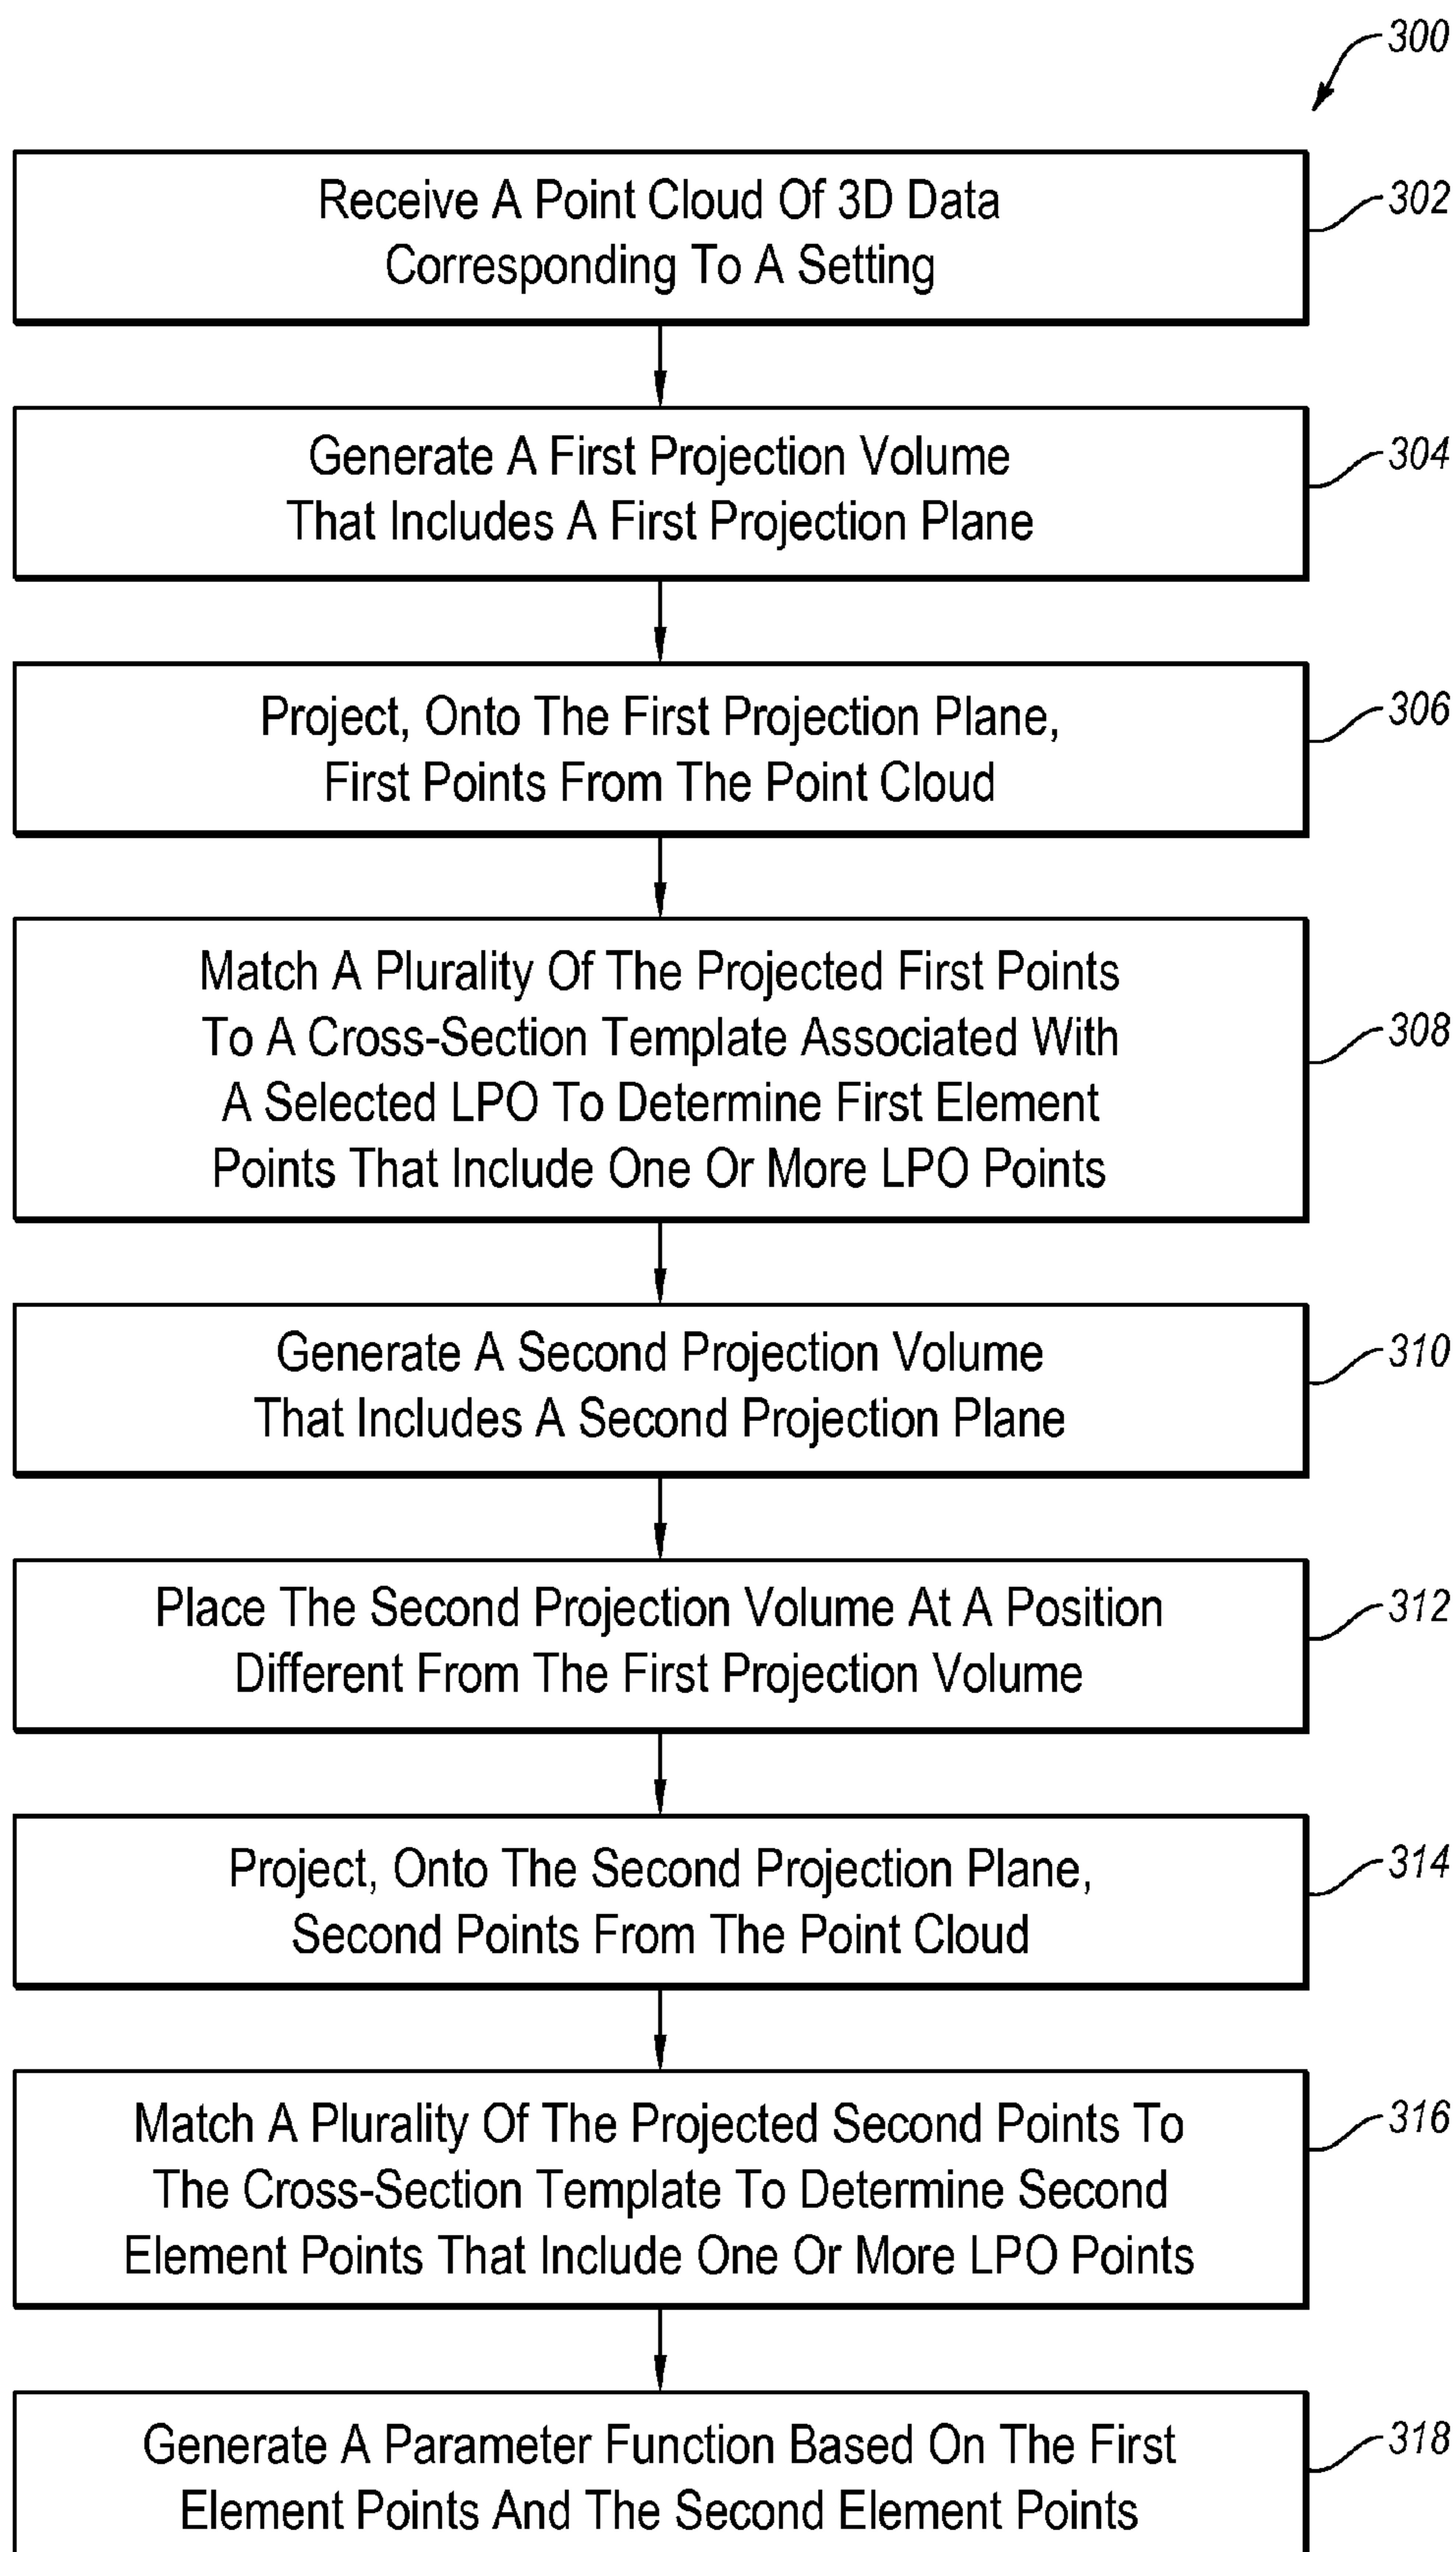 300
Receive A Point Cloud Of 3D Data
Corresponding To A Setting
302
Generate A First Projection Volume
That Includes A First Projection Plane
304
Project, Onto The First Projection Plane,
First Points From The Point Cloud
306
Match A Plurality Of The Projected First Points
To A Cross-Section Template Associated With
A Selected LPO To Determine First Element
Points That Include One Or More LPO Points
308
Generate A Second Projection Volume
That Includes A Second Projection Plane
310
Place The Second Projection Volume At A Position
Different From The First Projection Volume
312
Project, Onto The Second Projection Plane,
Second Points From The Point Cloud
314
Match A Plurality Of The Projected Second Points To
The Cross-Section Template To Determine Second
Element Points That Include One Or More LPO Points
316
Generate A Parameter Function Based On The First
Element Points And The Second Element Points
318